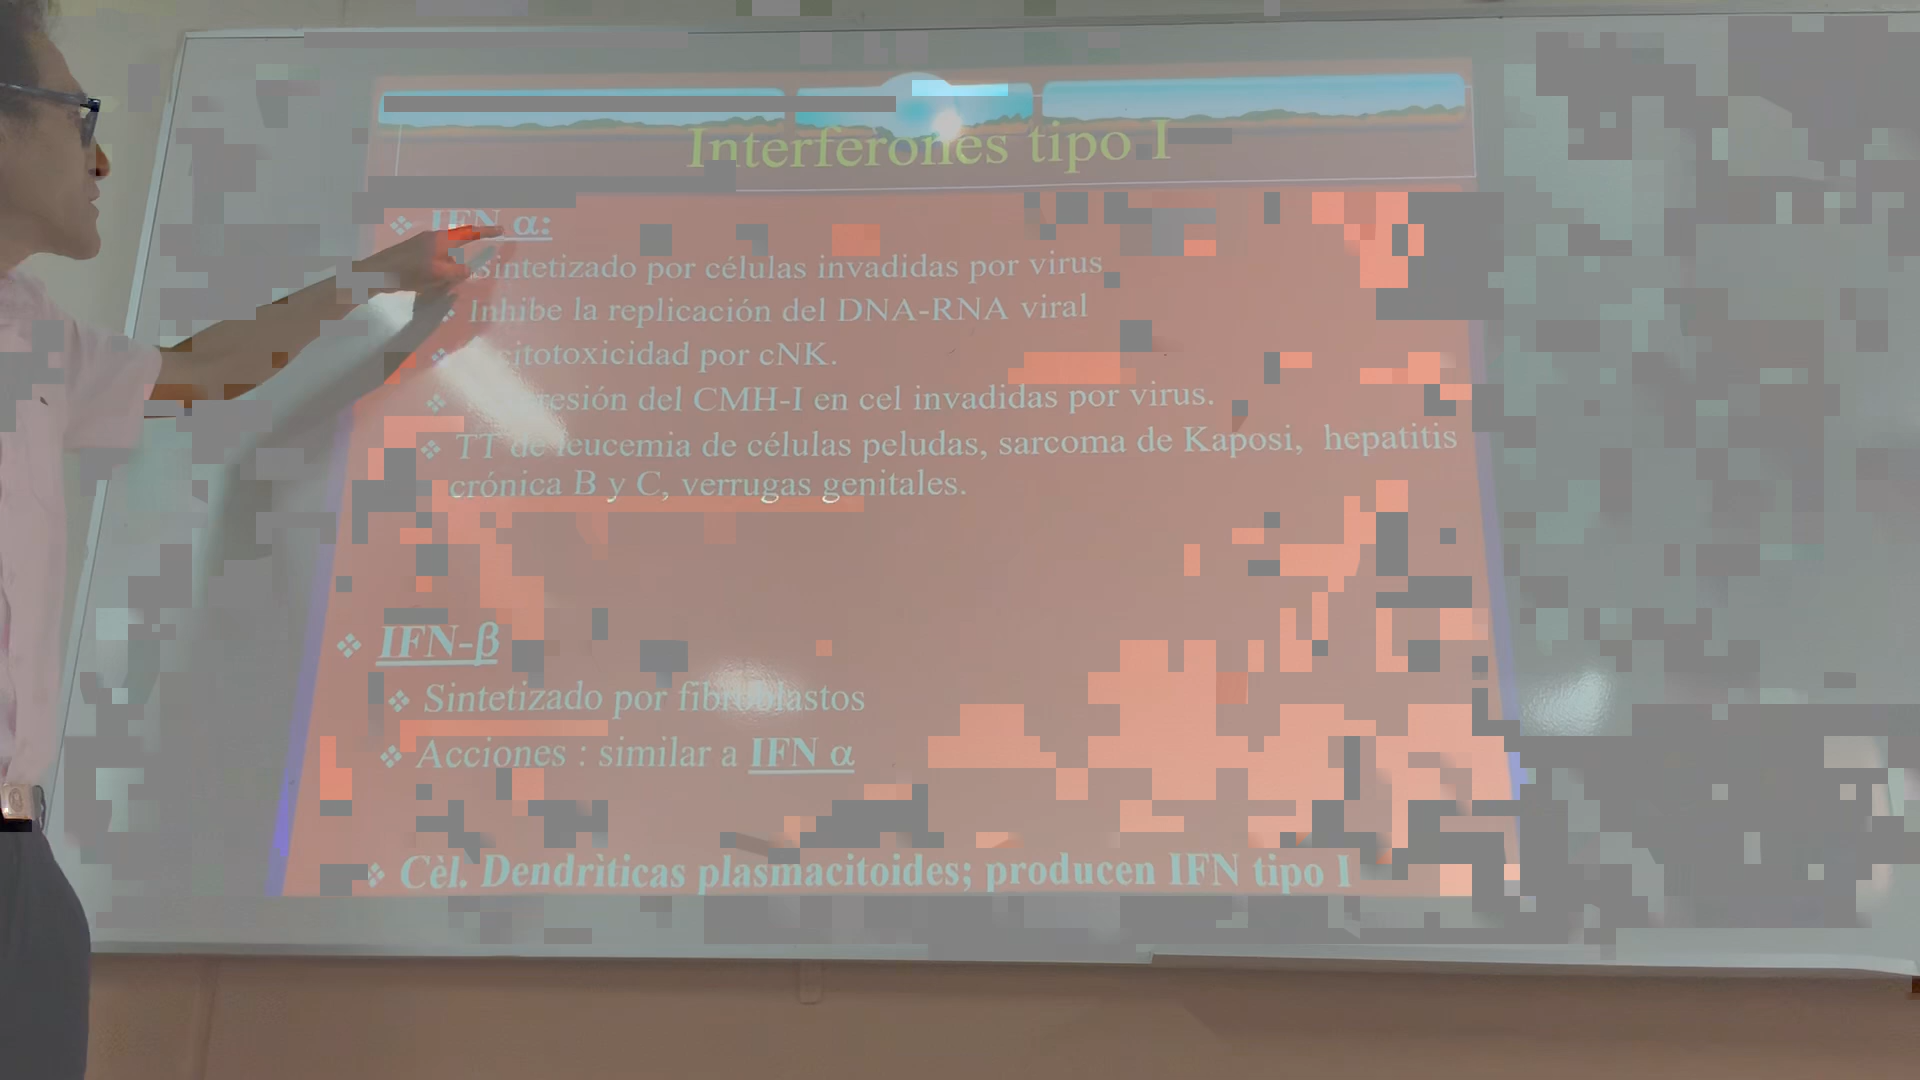 Interferones tipo I
IFN α:
Sintetizado por células invadidas por virus
Inhibe la replicación del DNA-RNA viral
citotoxicidad por cNK.
del CMH-I en cel invadidas por virus.
TT de leucemia de células peludas, sarcoma de Kaposi, hepatitis
crónica B y C, verrugas genitales.
IFN-β
Sintetizado por fibroblastos
Acciones : similar a IFN α
Cèl. Dendrìticas plasmacitoides; producen IFN tipo I